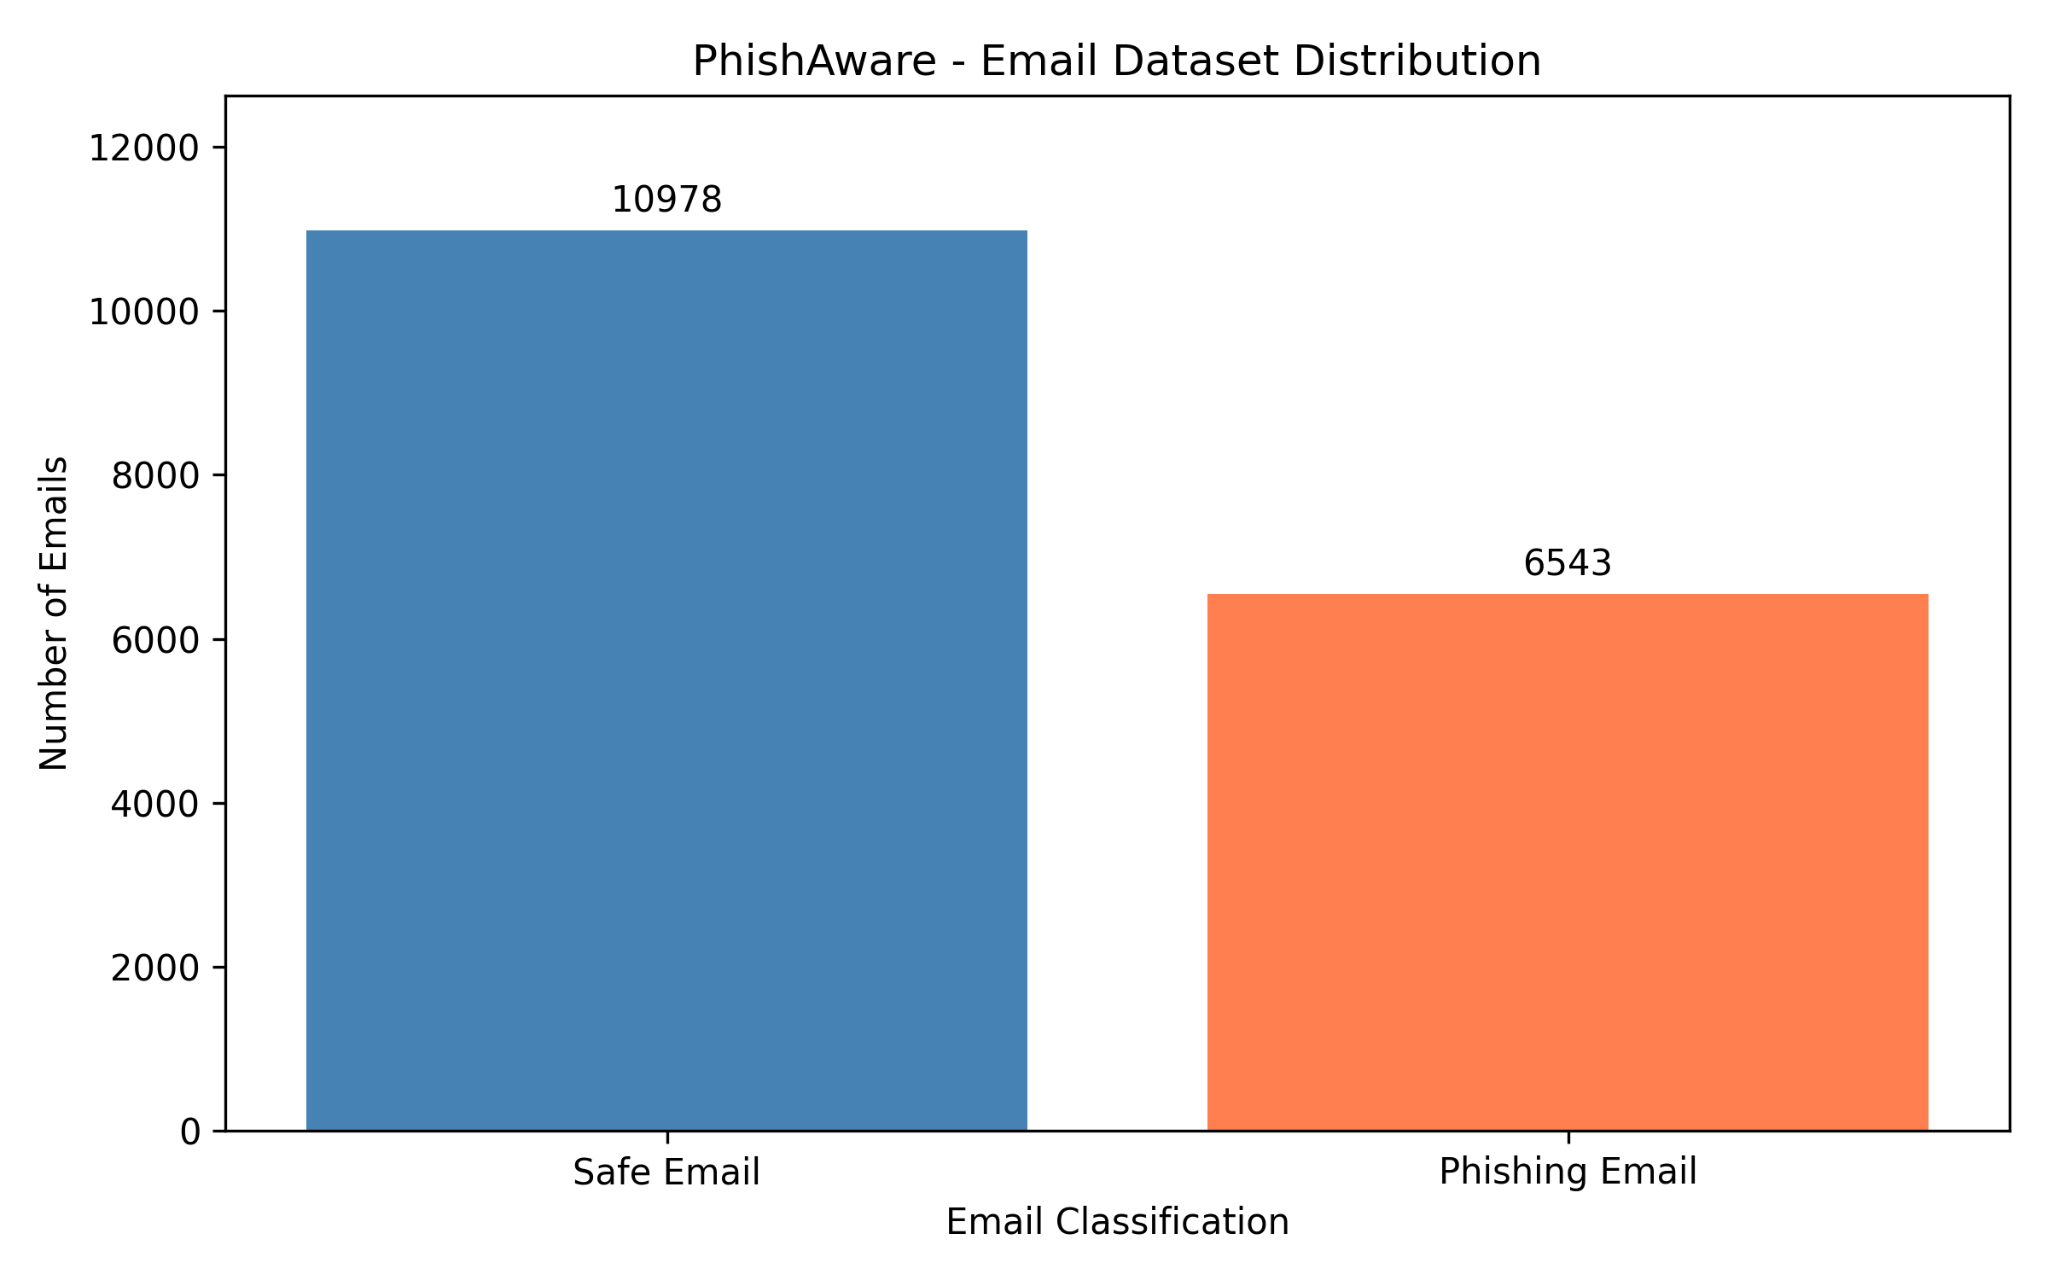 PhishAware - Email Dataset Distribution
12000
10978
10000
8000
6543
6000
4000
2000
0
Number of Emails
Safe Email
Phishing Email
Email Classification